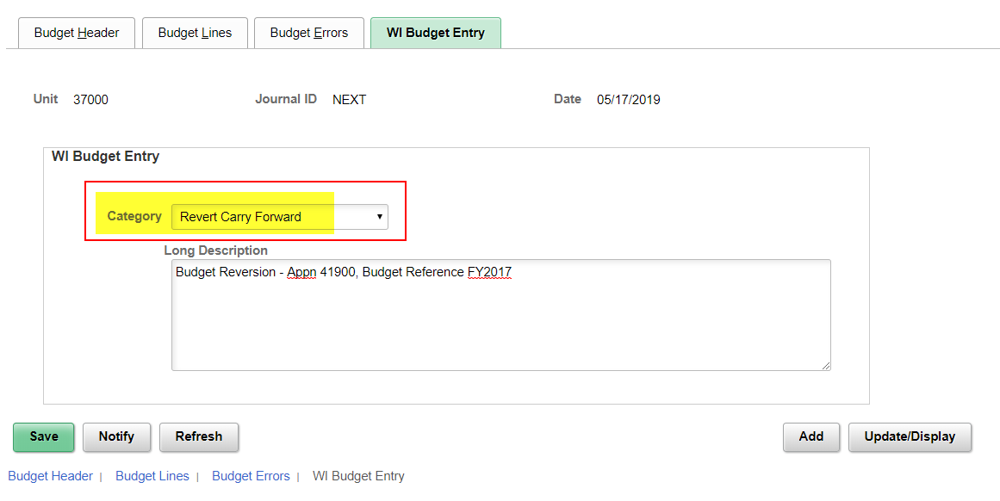 Budget Header Budget Lines Budget Errors WI Budget Entry
Unit 37000 Journal ID NEXT Date 05/17/2019
WI Budget Entry
Category Revert Carry Forward
Long Description
Budget Reversion - Appn 41900, Budget Reference FY2017
Save Notify Refresh Add Update/Display
Budget Header | Budget Lines | Budget Errors | WI Budget Entry